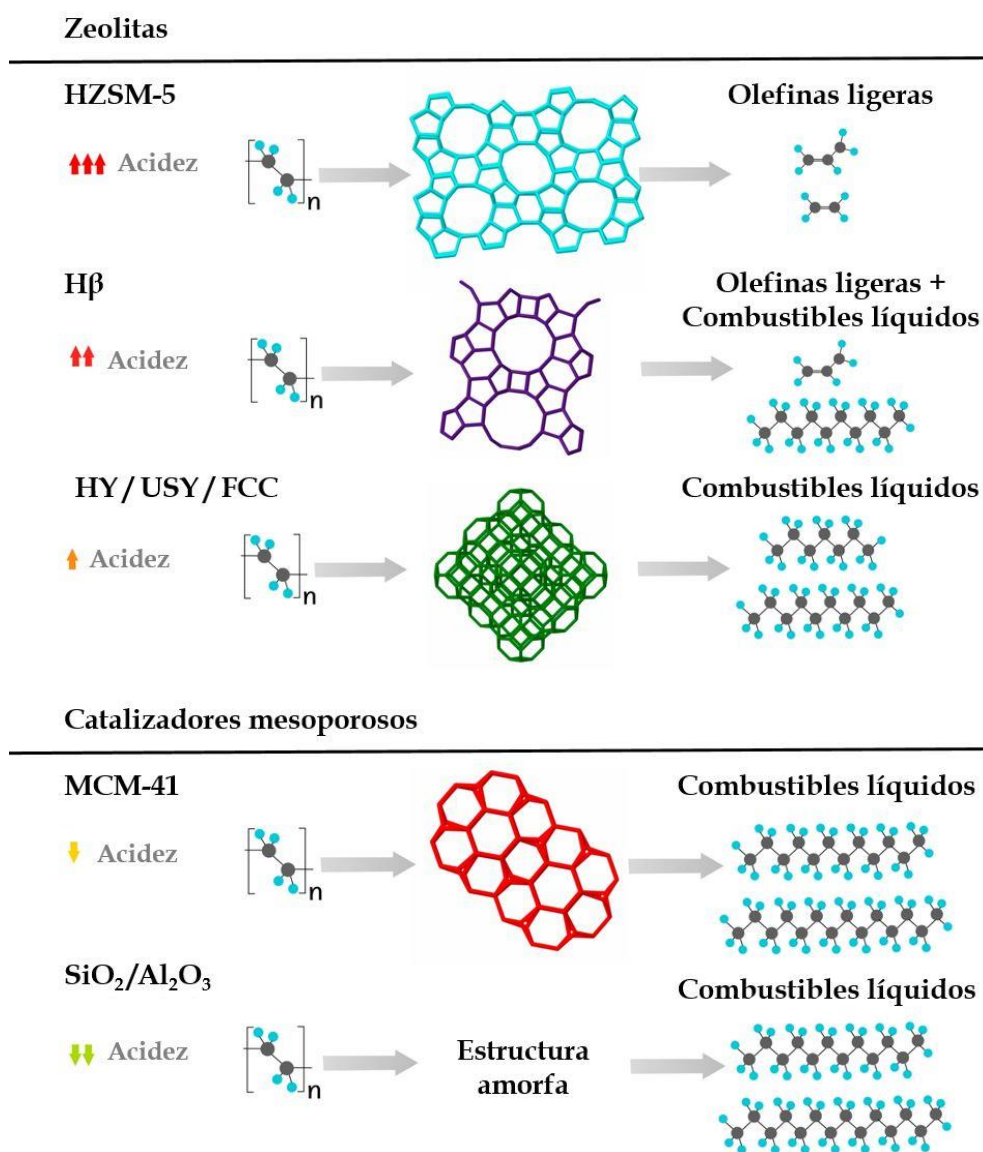 Zeolitas
HZSM-5
Olefinas ligeras
Acidez
n
Hβ
Olefinas ligeras +
Combustibles líquidos
Acidez
n
HY / USY / FCC
Combustibles líquidos
Acidez
n
Catalizadores mesoporosos
MCM-41
Combustibles líquidos
Acidez
n
SiO₂/Al₂O₃
Combustibles líquidos
Acidez
n
Estructura
amorfa